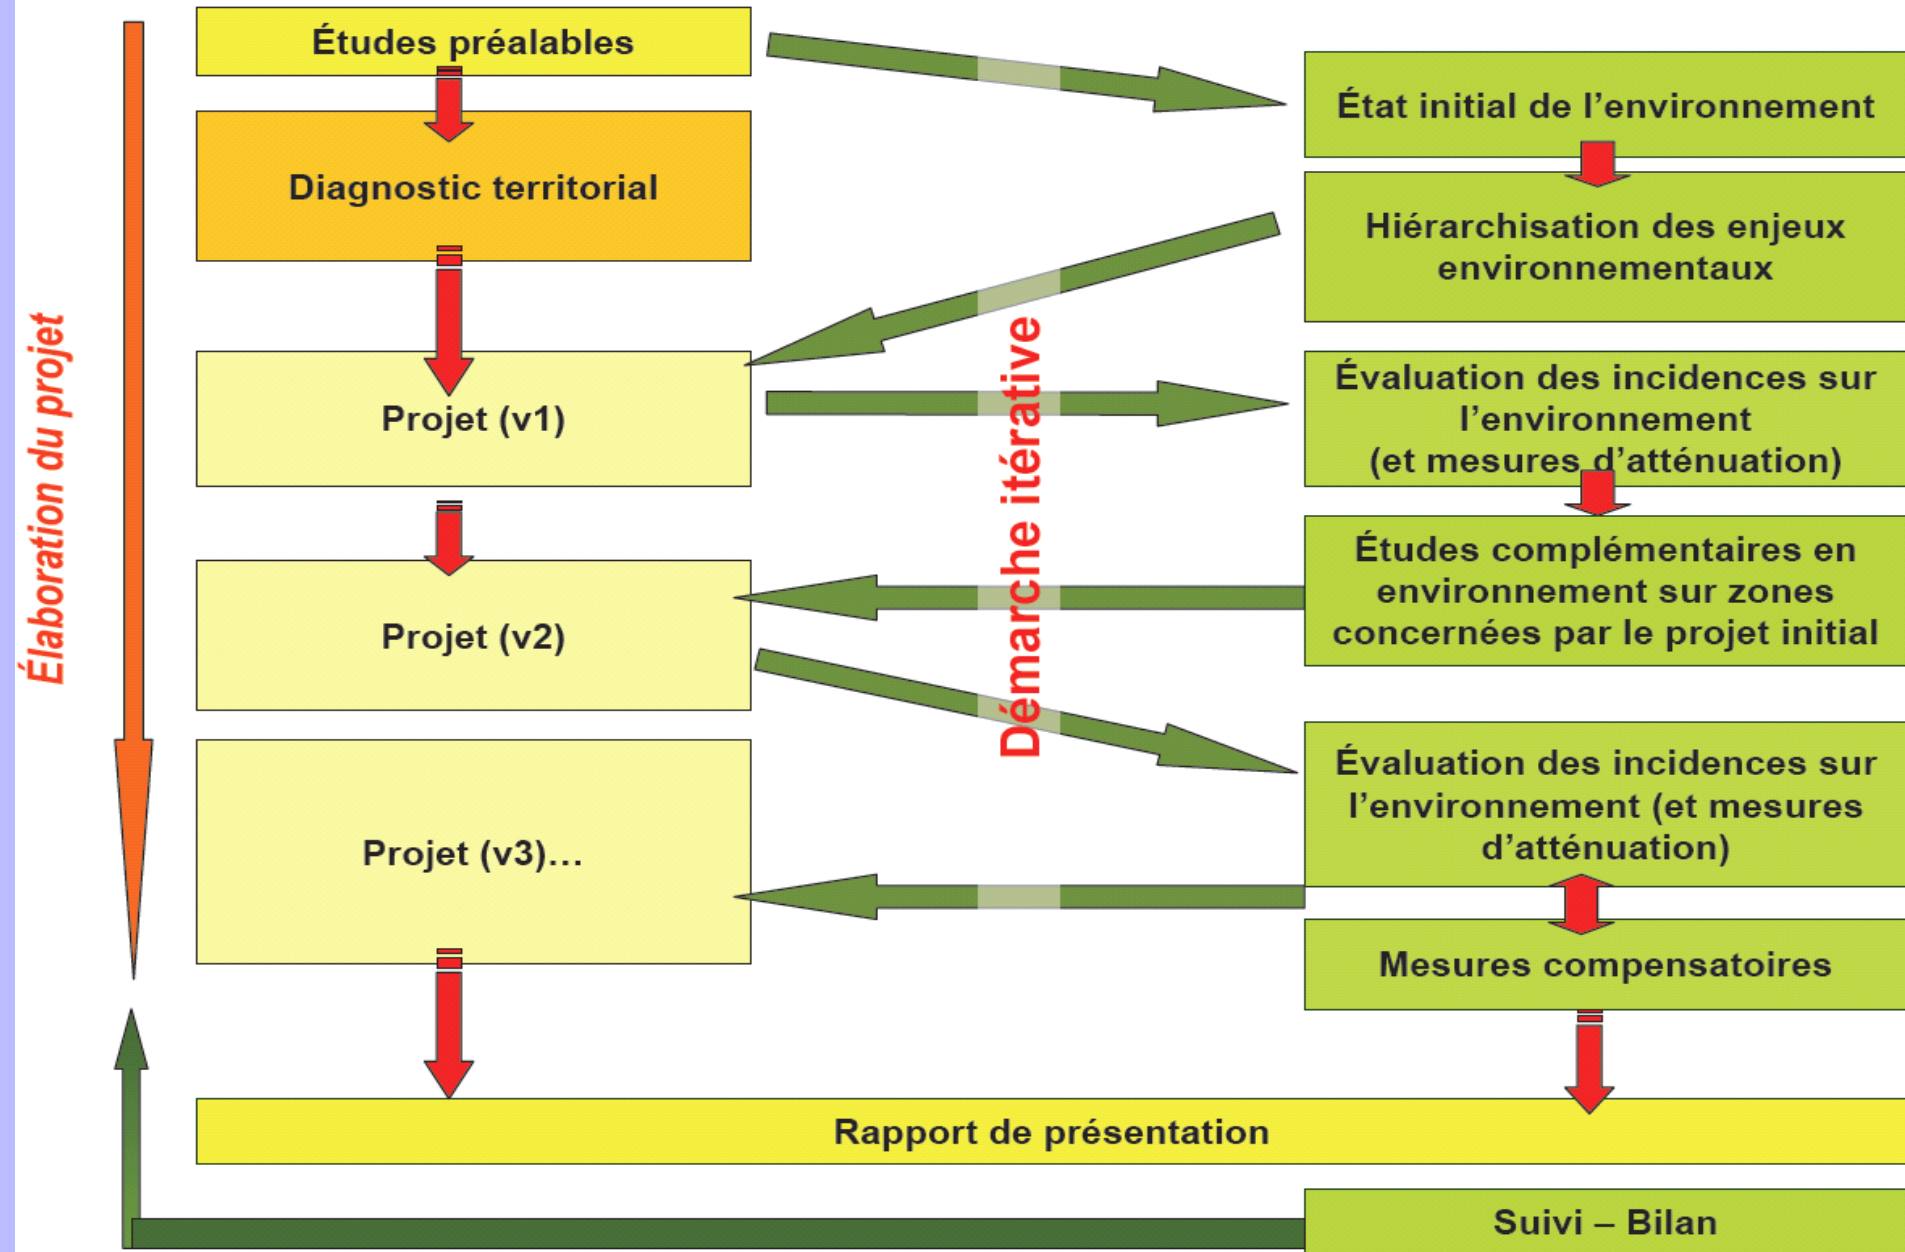 Élaboration du projet
Études préalables
Diagnostic territorial
Projet (v1)
Projet (v2)
Projet (v3)…
Démarche itérative
État initial de l’environnement
Hiérarchisation des enjeux
environnementaux
Évaluation des incidences sur
l’environnement
(et mesures d’atténuation)
Études complémentaires en
environnement sur zones
concernées par le projet initial
Évaluation des incidences sur
l’environnement (et mesures
d’atténuation)
Mesures compensatoires
Rapport de présentation
Suivi – Bilan